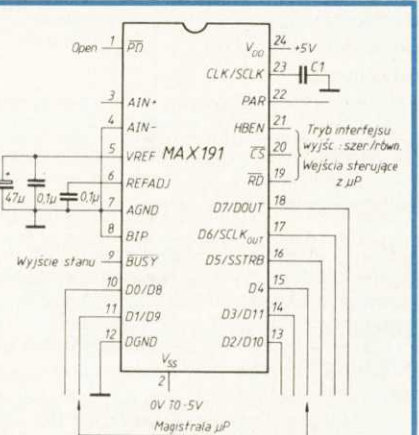 Open 1 PD
VDD 24 +5V
CLK/SCLK 23 C1
PAR 22
3 AIN+
4 AIN-
HBEN 21
CS 20
RD 19
Tryb interfejsu
wyjść : szer/równ.
Wejścia sterujące
z µP
5 VREF
MAX191
6 REFADJ
47µ 0,1µ 0,1µ
7 AGND
8 BIP
D7/DOUT 18
D6/SCLKOUT 17
D5/SSTRB 16
Wyjście stanu 9 BUSY
10 D0/D8
D4 15
11 D1/D9
D3/D11 14
12 DGND
D2/D10 13
VSS
2
0V TO -5V
Magistrala µP